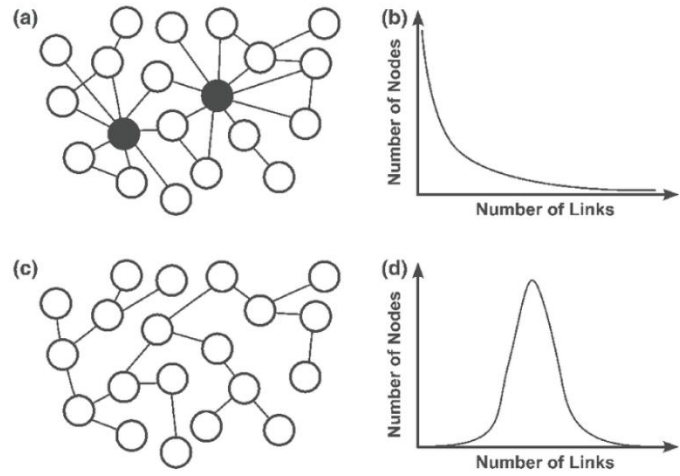 (a)
(b)
Number of Nodes
Number of Links
(c)
(d)
Number of Nodes
Number of Links